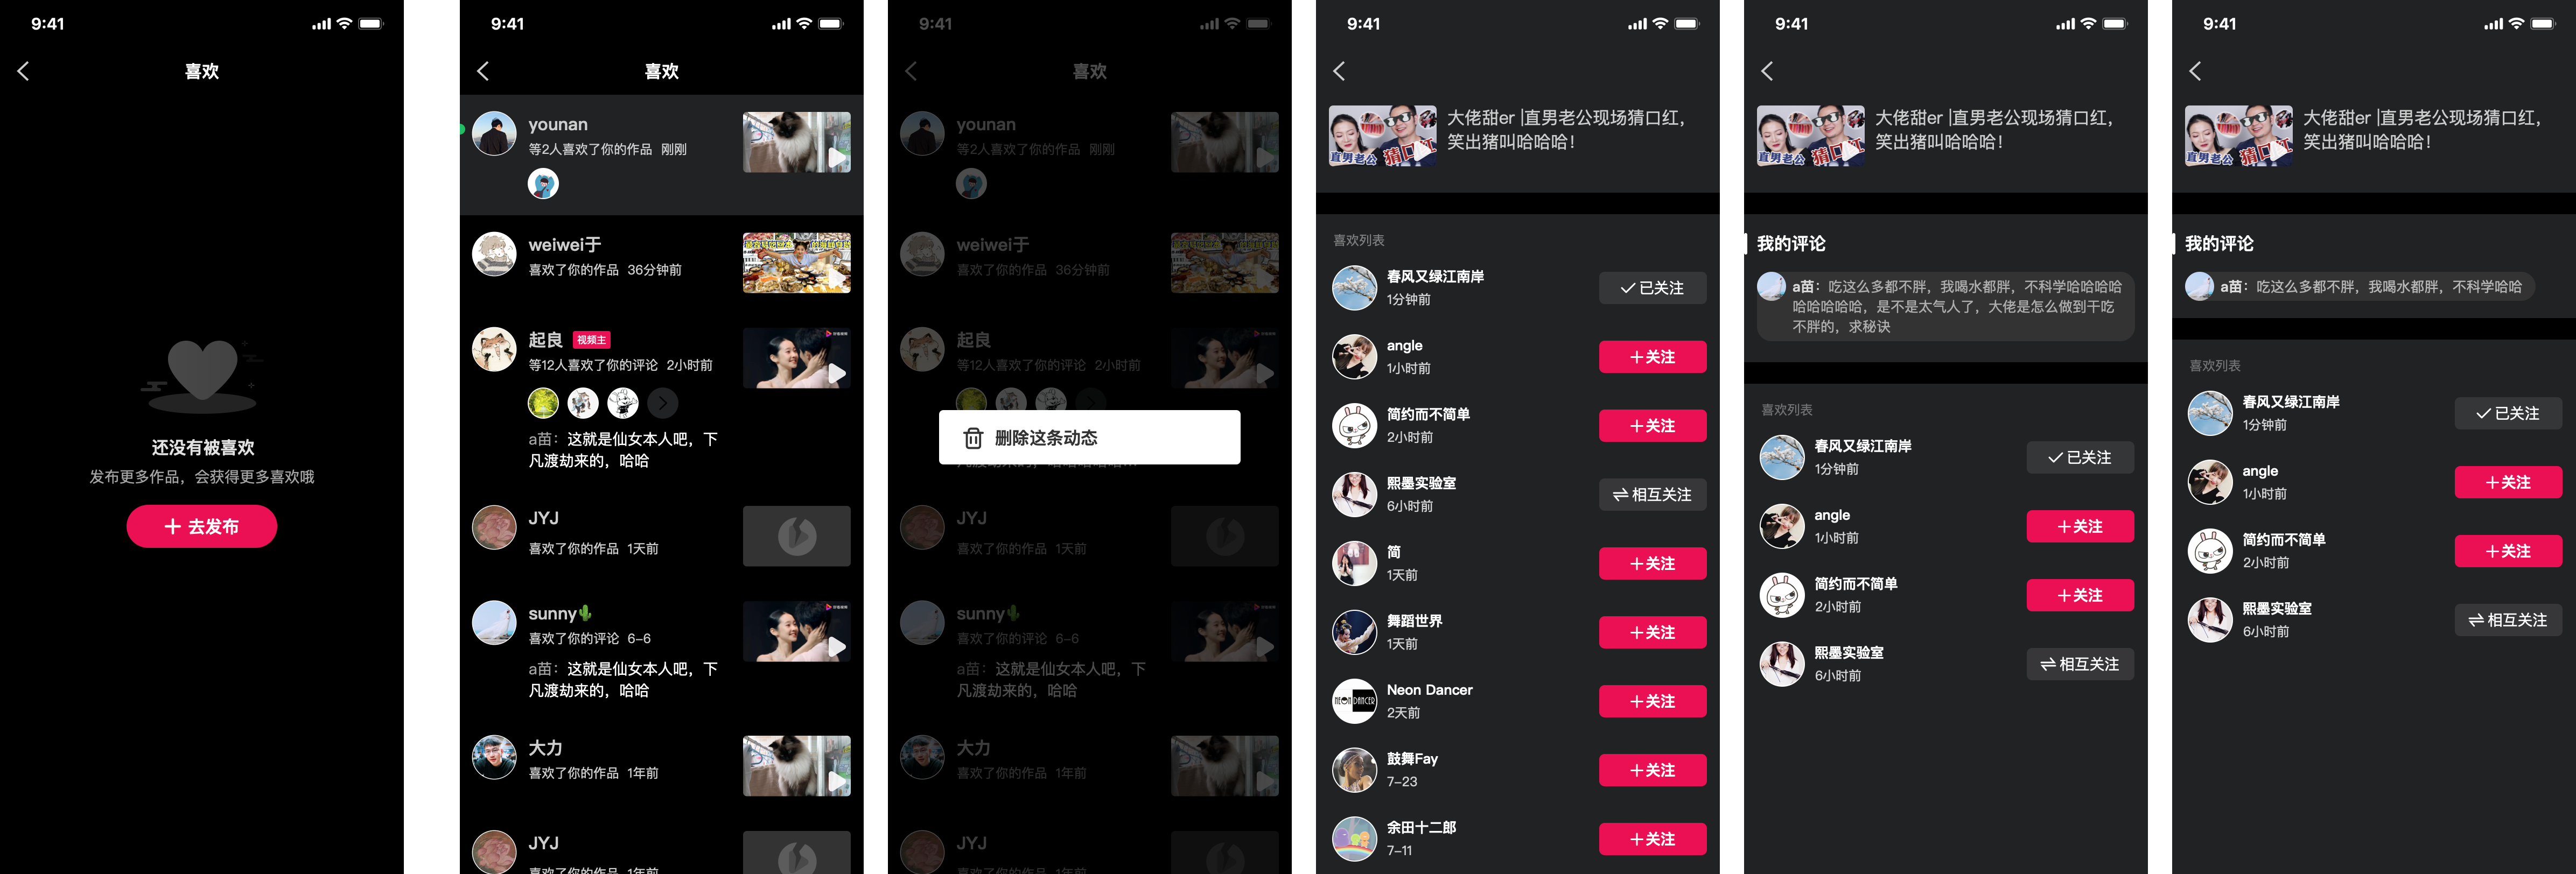 9:41
喜欢
还没有被喜欢
发布更多作品，会获得更多喜欢哦
去发布
9:41
喜欢
younan
等2人喜欢了你的作品 刚刚
weiwei于
喜欢了你的作品 36分钟前
起良 视频主
等12人喜欢了你的评论 2小时前
a苗：这就是仙女本人吧，下
凡渡劫来的，哈哈
JYJ
喜欢了你的作品 1天前
sunny
喜欢了你的评论 6-6
a苗：这就是仙女本人吧，下
凡渡劫来的，哈哈
大力
喜欢了你的作品 1年前
JYJ
喜欢了你的作品 1年前
9:41
喜欢
younan
等2人喜欢了你的作品 刚刚
weiwei于
喜欢了你的作品 36分钟前
起良
等12人喜欢了你的评论 2小时前
删除这条动态
JYJ
喜欢了你的作品 1天前
sunny
喜欢了你的评论 6-6
a苗：这就是仙女本人吧，下
凡渡劫来的，哈哈
大力
喜欢了你的作品 1年前
JYJ
喜欢了你的作品 1年前
9:41
直男老公 猜口红
大佬甜er |直男老公现场猜口红，
笑出猪叫哈哈哈！
喜欢列表
春风又绿江南岸
1分钟前
已关注
angle
1小时前
关注
简约而不简单
2小时前
关注
熙墨实验室
6小时前
相互关注
简
1天前
关注
舞蹈世界
1天前
关注
NEON DANCER
Neon Dancer
2天前
关注
鼓舞Fay
7-23
关注
余田十二郎
7-11
关注
9:41
直男老公 猜口红
大佬甜er |直男老公现场猜口红，
笑出猪叫哈哈哈！
我的评论
a苗：吃这么多都不胖，我喝水都胖，不科学哈哈哈哈
哈哈哈哈哈，是不是太气人了，大佬是怎么做到干吃
不胖的，求秘诀
喜欢列表
春风又绿江南岸
1分钟前
已关注
angle
1小时前
关注
简约而不简单
2小时前
关注
熙墨实验室
6小时前
相互关注
9:41
直男老公 猜口红
大佬甜er |直男老公现场猜口红，
笑出猪叫哈哈哈！
我的评论
a苗：吃这么多都不胖，我喝水都胖，不科学哈哈
喜欢列表
春风又绿江南岸
1分钟前
已关注
angle
1小时前
关注
简约而不简单
2小时前
关注
熙墨实验室
6小时前
相互关注